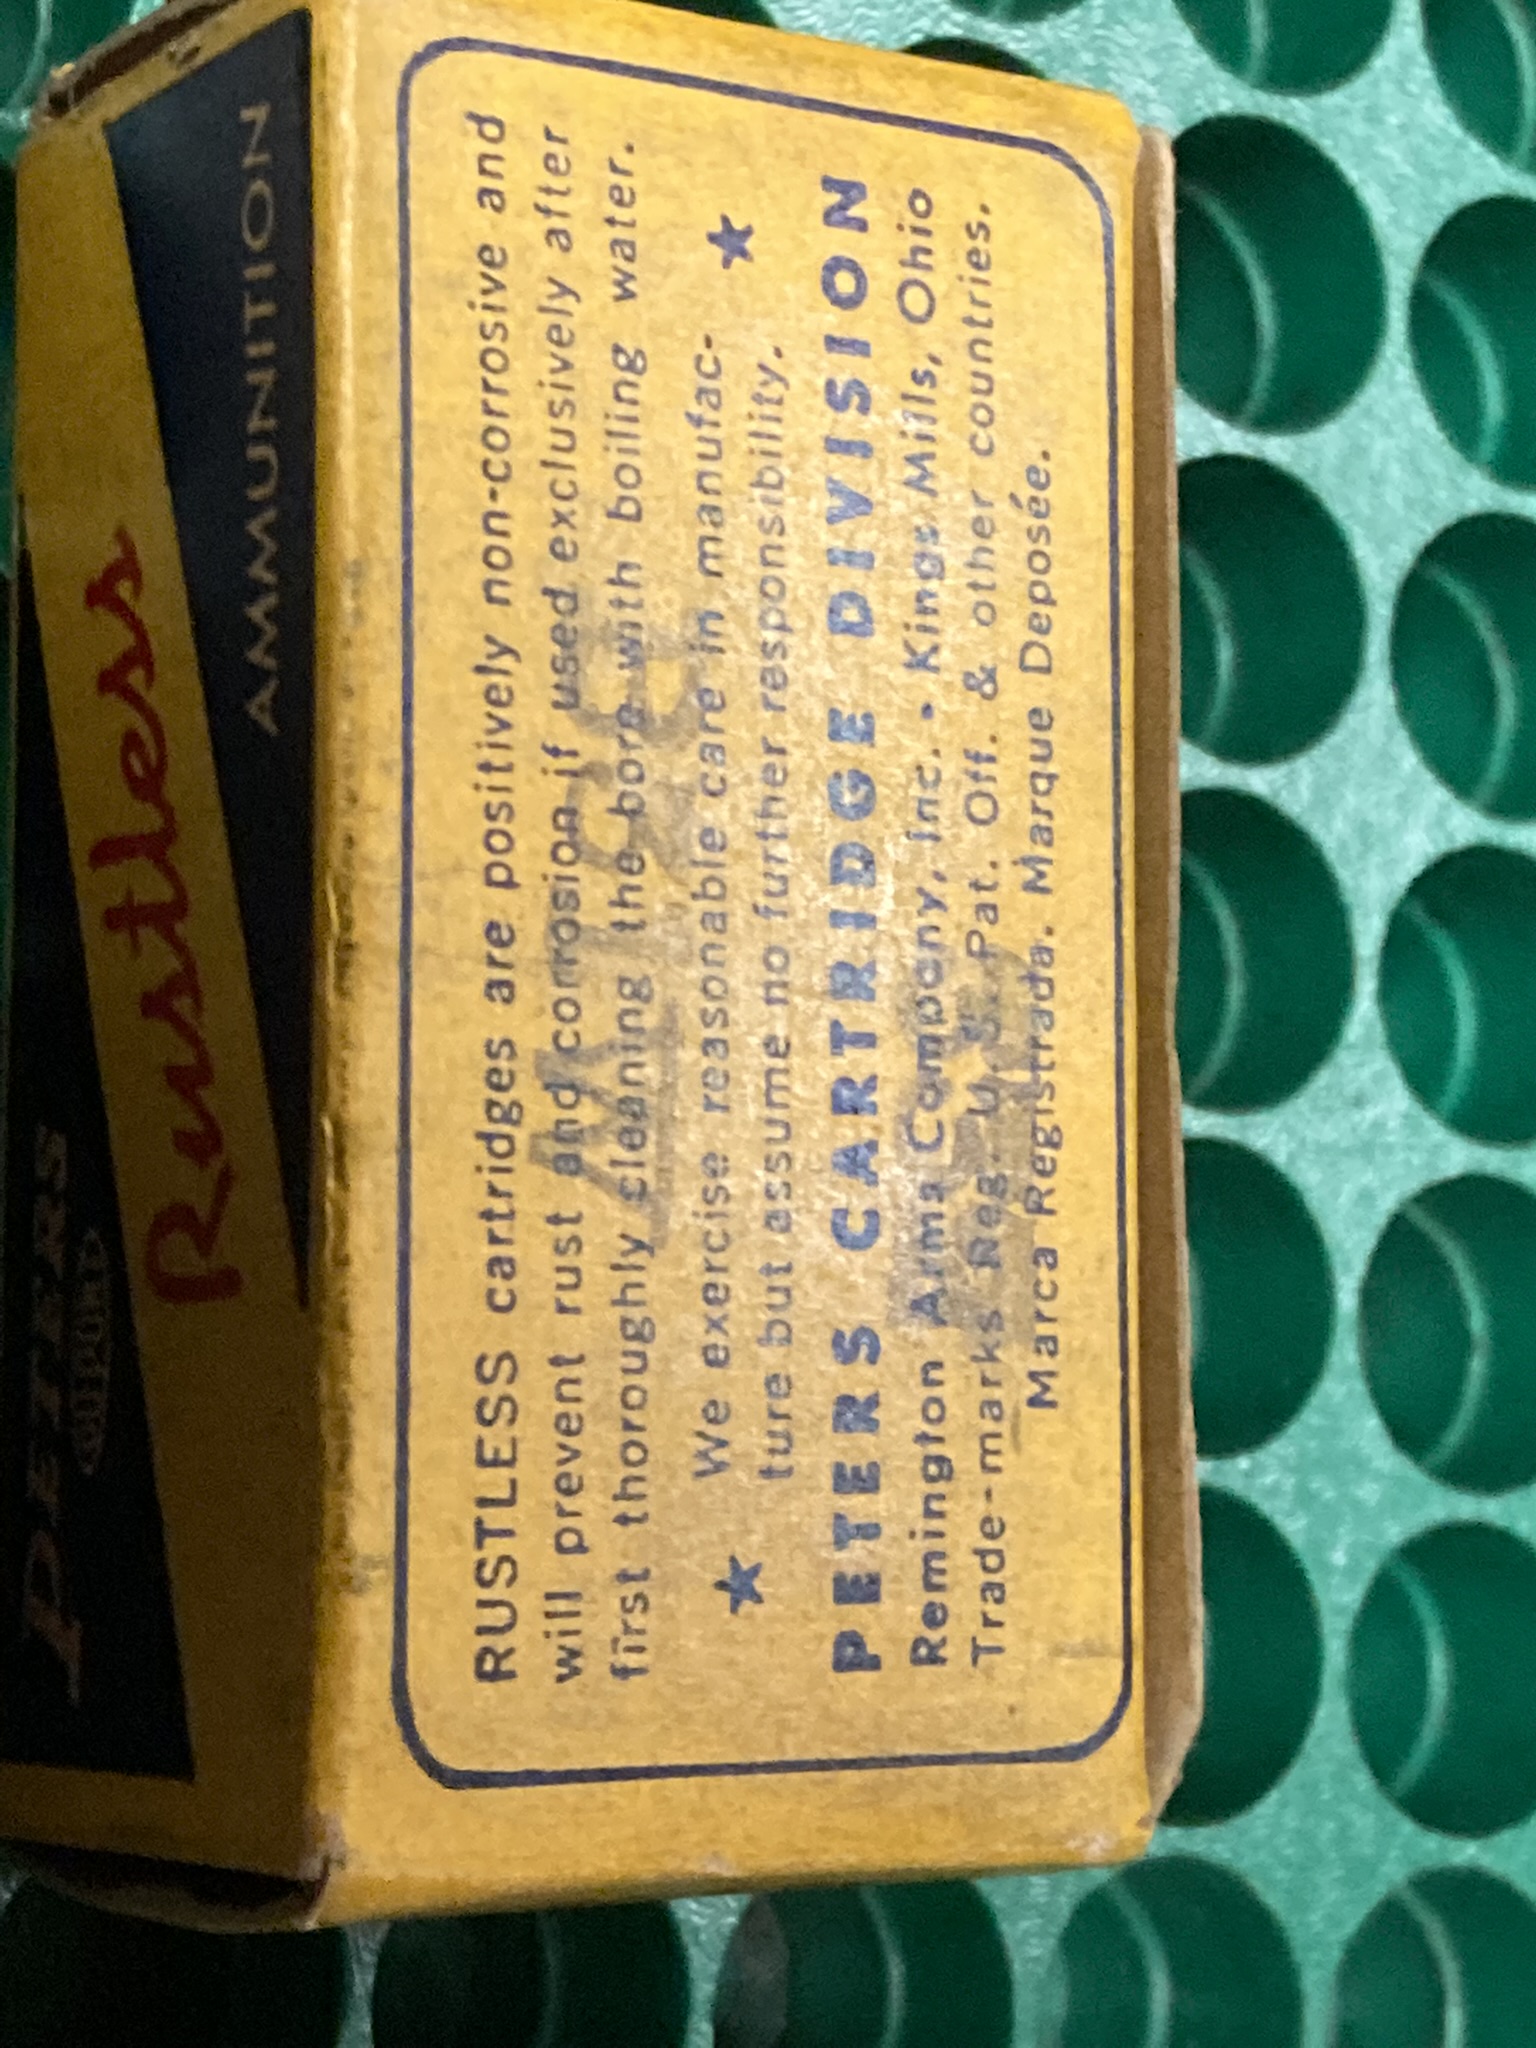 PETERS
DUPONT
Rustless
AMMUNITION
RUSTLESS cartridges are positively non-corrosive and
will prevent rust and corrosion if used exclusively after
first thoroughly cleaning the bore with boiling water.
★ We exercise reasonable care in manufac- ★
ture but assume no further responsibility.
PETERS CARTRIDGE DIVISION
Remington Arms Company, Inc. • Kings Mills, Ohio
Trade-marks Reg. U. S. Pat. Off. & other countries.
Marca Registrada. Marque Deposée.